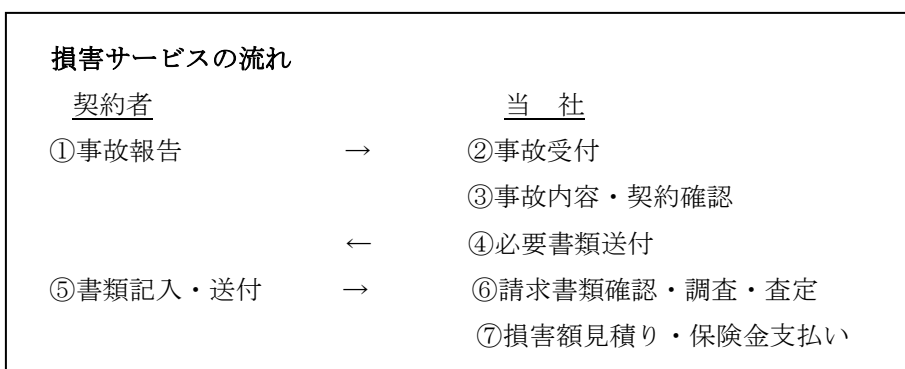 損害サービスの流れ
契約者 当 社
①事故報告 → ②事故受付
③事故内容・契約確認
← ④必要書類送付
⑤書類記入・送付 → ⑥請求書類確認・調査・査定
⑦損害額見積り・保険金支払い